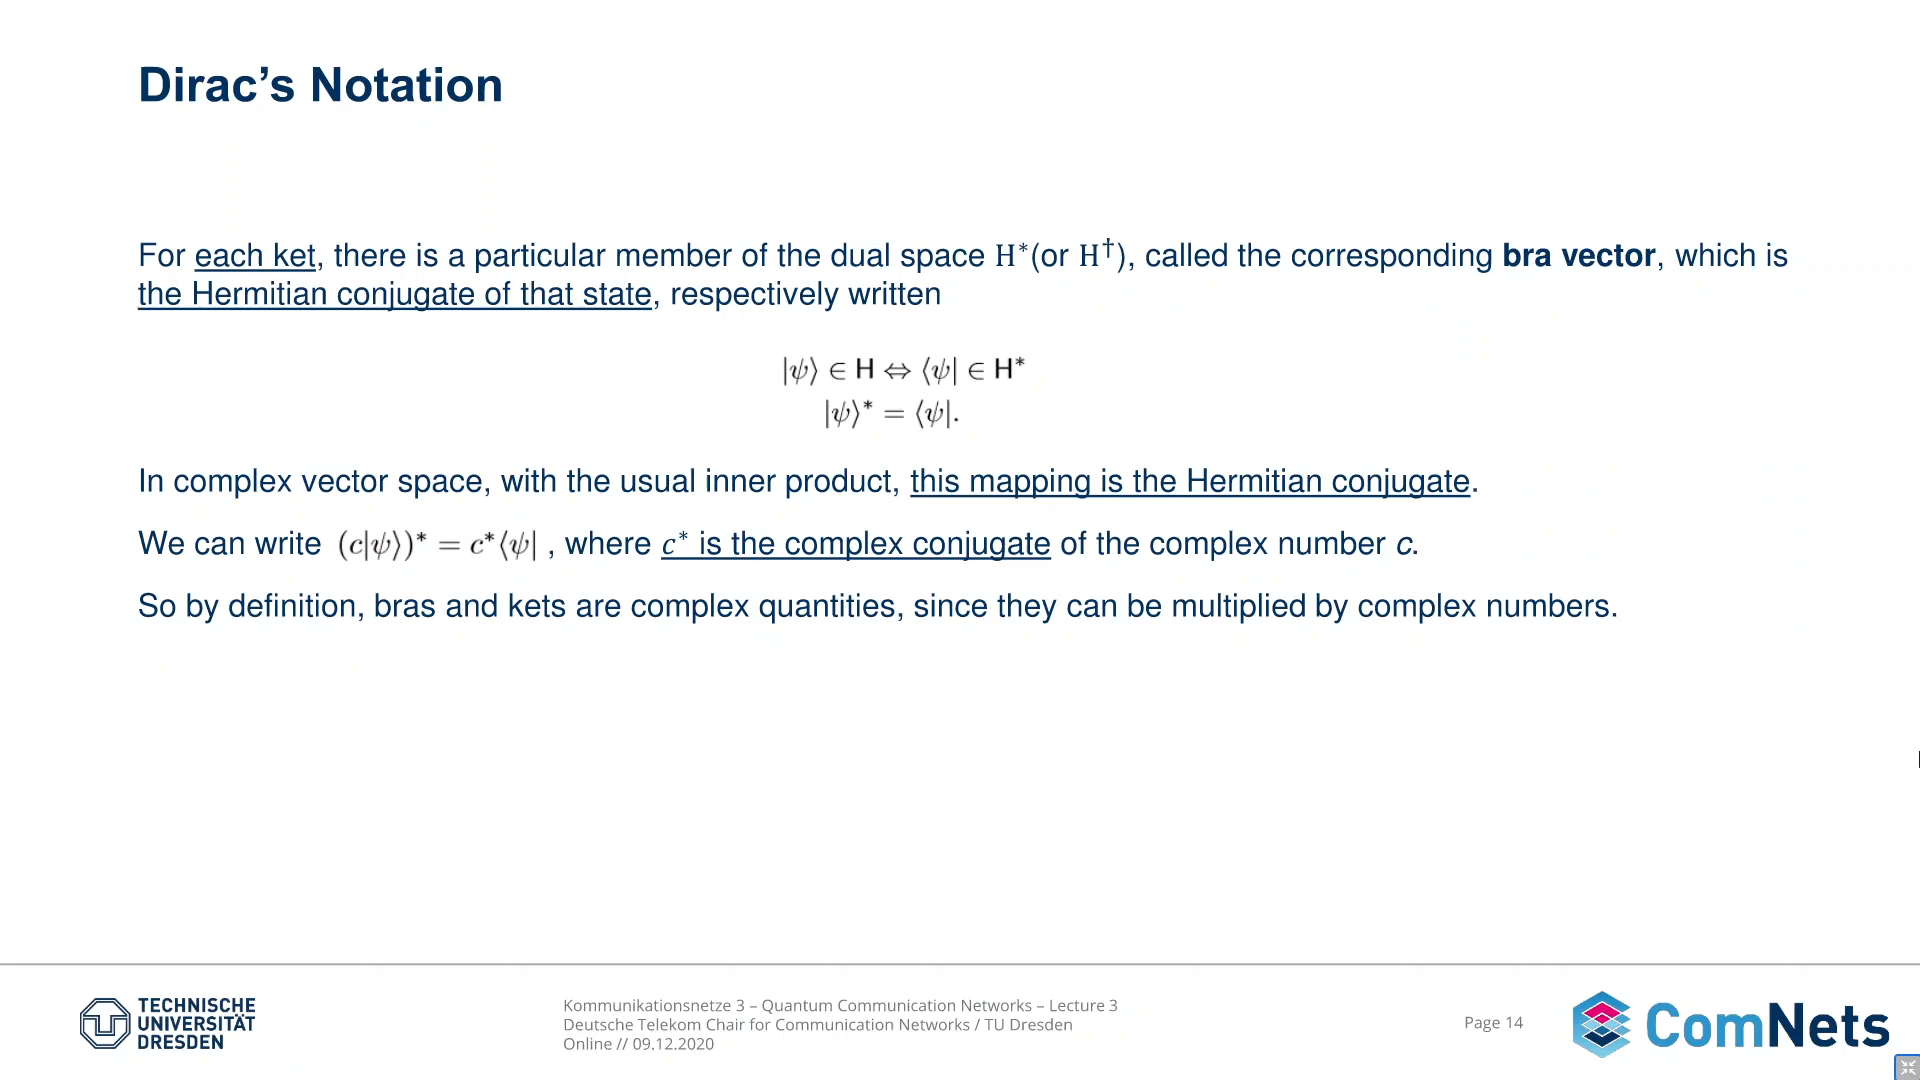 Dirac’s Notation
For each ket, there is a particular member of the dual space H*(or H†), called the corresponding bra vector, which is
the Hermitian conjugate of that state, respectively written
|ψ⟩ ∈ H ⇔ ⟨ψ| ∈ H*
|ψ⟩* = ⟨ψ|.
In complex vector space, with the usual inner product, this mapping is the Hermitian conjugate.
We can write (c|ψ⟩)* = c*⟨ψ| , where c* is the complex conjugate of the complex number c.
So by definition, bras and kets are complex quantities, since they can be multiplied by complex numbers.
TECHNISCHE
UNIVERSITÄT
DRESDEN
Kommunikationsnetze 3 – Quantum Communication Networks – Lecture 3
Deutsche Telekom Chair for Communication Networks / TU Dresden
Online // 09.12.2020
Page 14
ComNets